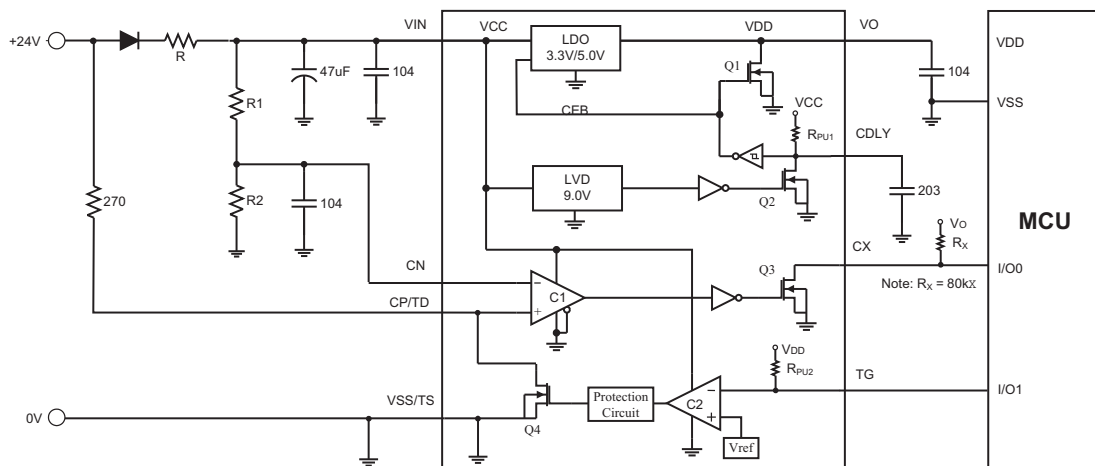 +24V
R
VIN
VCC
LDO
3.3V/5.0V
VDD
VO
Q1
47uF
104
104
VDD
VSS
R1
CEB
VCC
RPU1
CDLY
R2
104
270
LVD
9.0V
Q2
203
MCU
VO
RX
CN
CX
Q3
I/O0
Note: RX = 80kX
C1
−
+
CP/TD
VDD
RPU2
TG
I/O1
VSS/TS
0V
Q4
Protection
Circuit
C2
−
+
Vref